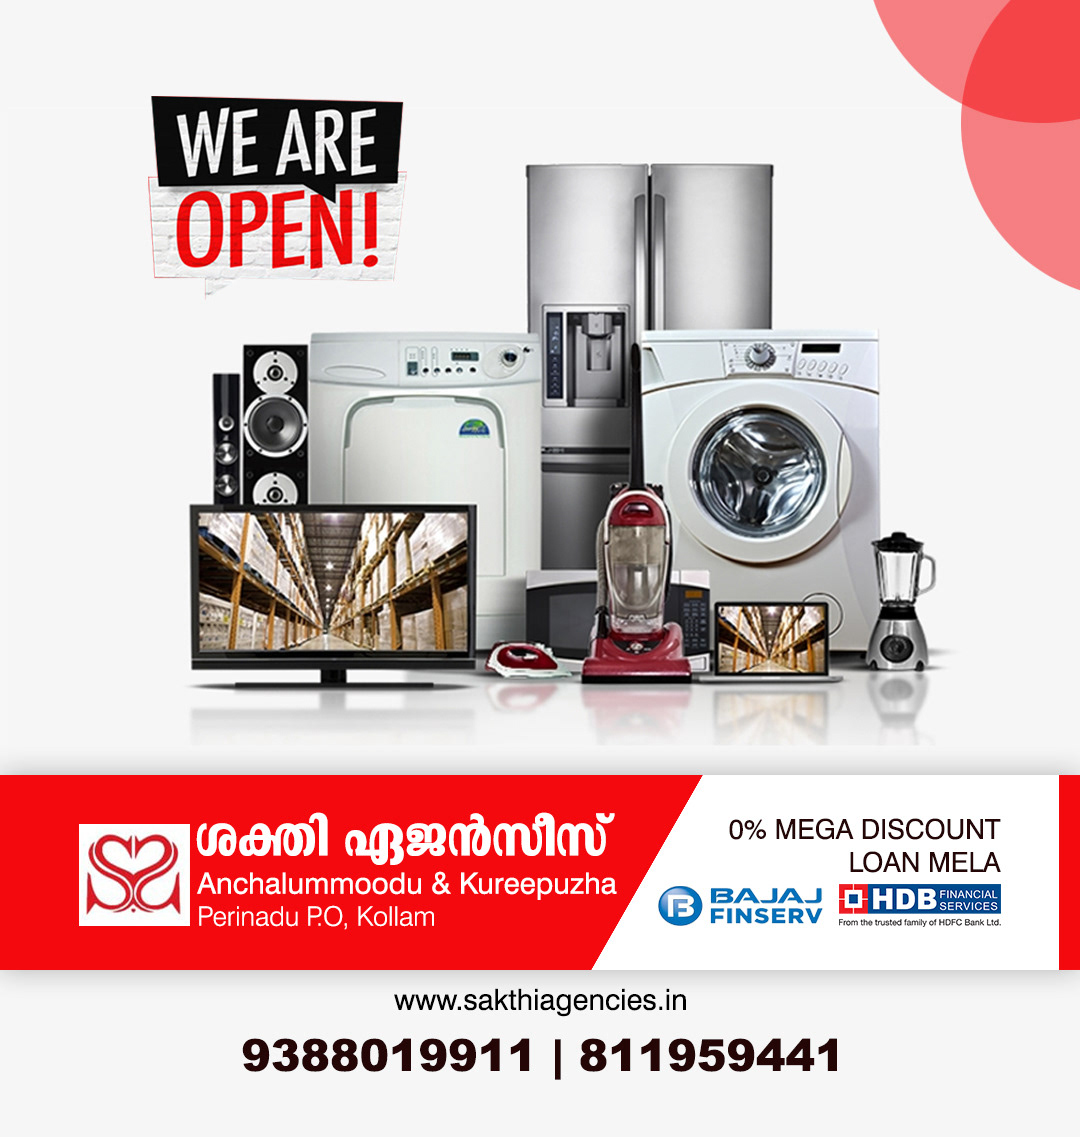 WE ARE
OPEN!
ശക്തി ഏജൻസീസ്
Anchalummoodu & Kureepuzha
Perinadu P.O, Kollam
0% MEGA DISCOUNT
LOAN MELA
BAJAJ
FINSERV
HDB FINANCIAL
SERVICES
From the trusted family of HDFC Bank Ltd.
www.sakthiagencies.in
9388019911 | 811959441